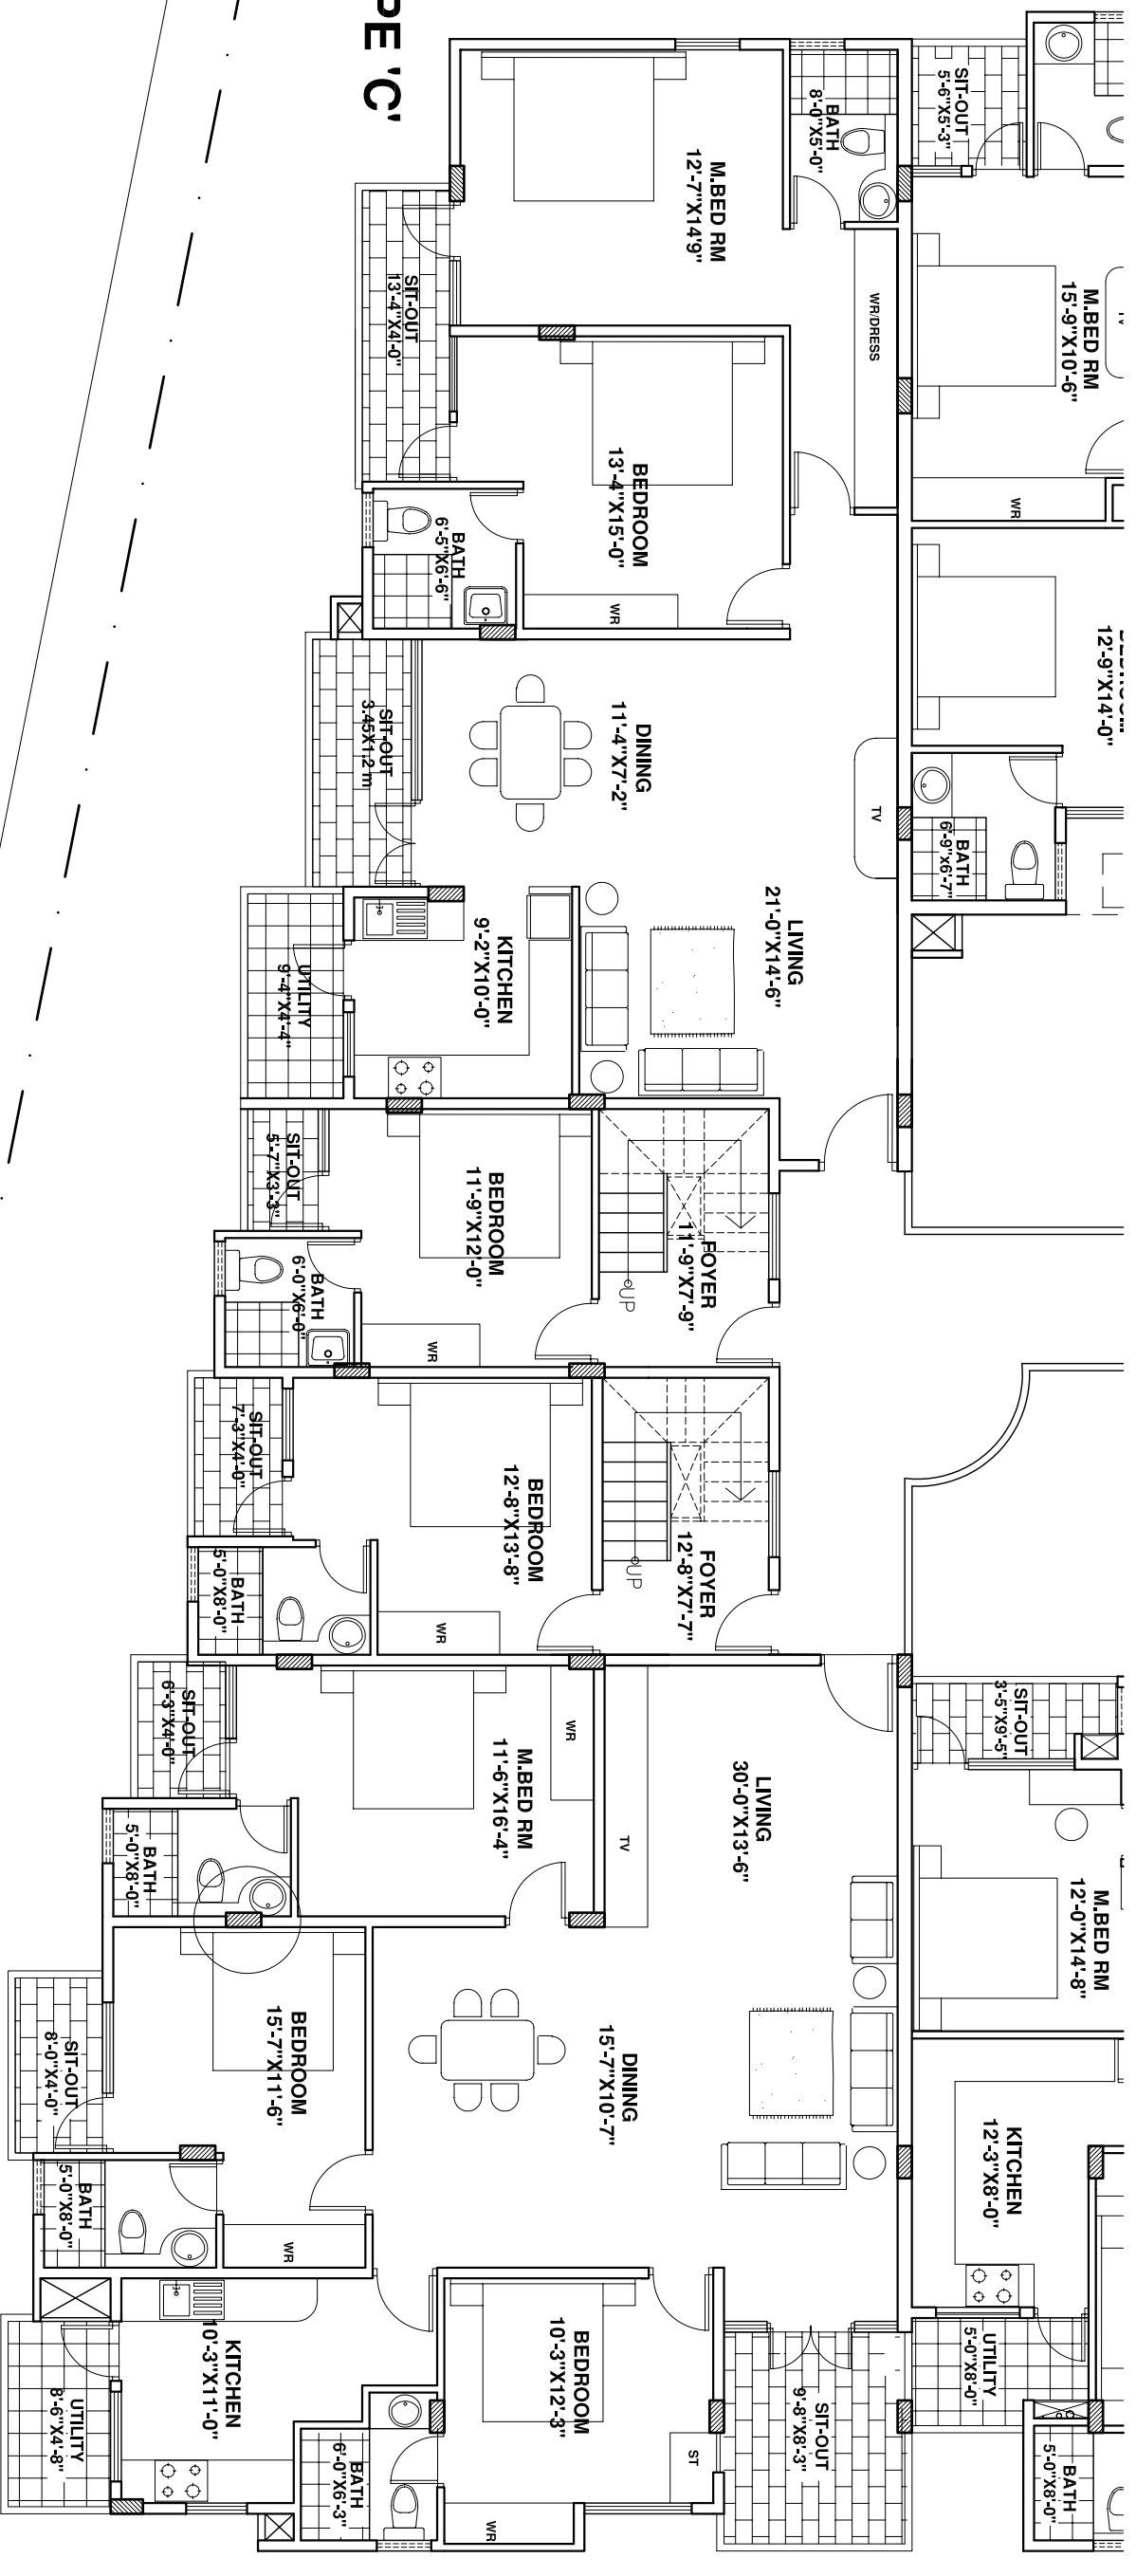 PE 'C'
SIT-OUT
5'-6"X5'-3"
BATH
8'-0"X5'-0"
M.BED RM
12'-7"X14'9"
SIT-OUT
13'-4"X4'-0"
WR/DRESS
M.BED RM
15'-9"X10'-6"
TV
WR
BEDROOM
13'-4"X15'-0"
BATH
6'-5"X6'-6"
WR
BEDROOM
12'-9"X14'-0"
SIT-OUT
3.45X1.2 m
DINING
11'-4"X7'-2"
TV
BATH
6'-9"x6'-7"
LIVING
21'-0"X14'-6"
KITCHEN
9'-2"X10'-0"
UTILITY
9'-4"X4'-4"
SIT-OUT
5'-7"X3'-3"
BEDROOM
11'-9"X12'-0"
FOYER
11'-9"X7'-9"
UP
BATH
6'-0"X6'-0"
WR
SIT-OUT
7'-3"X4'-0"
BEDROOM
12'-8"X13'-8"
FOYER
12'-8"X7'-7"
UP
BATH
5'-0"X8'-0"
WR
SIT-OUT
6'-3"X4'-0"
M.BED RM
11'-6"X16'-4"
WR
TV
LIVING
30'-0"X13'-6"
SIT-OUT
3'-5"X9'-5"
BATH
5'-0"X8'-0"
M.BED RM
12'-0"X14'-8"
SIT-OUT
8'-0"X4'-0"
BEDROOM
15'-7"X11'-6"
DINING
15'-7"X10'-7"
KITCHEN
12'-3"X8'-0"
BATH
5'-0"X8'-0"
WR
KITCHEN
10'-3"X11'-0"
BEDROOM
10'-3"X12'-3"
UTILITY
5'-0"X8'-0"
UTILITY
8'-6"X4'-8"
SIT-OUT
9'-8"X8'-3"
ST
BATH
6'-0"X6'-3"
WR
BATH
5'-0"X8'-0"